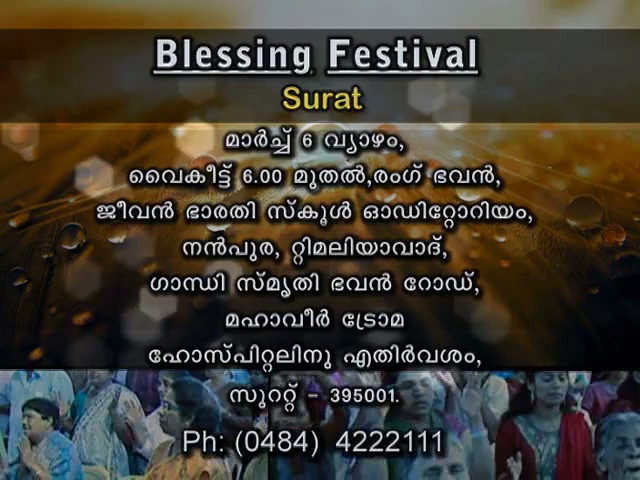 Blessing Festival
Surat
മാർച്ച് 6 വ്യാഴം,
വൈകീട്ട് 6.00 മുതൽ,രംഗ് ഭവൻ,
ജീവൻ ഭാരതി സ്കൂൾ ഓഡിറ്റോറിയം,
നൻപുര, റ്റിമലിയാവാദ്,
ഗാന്ധി സ്മൃതി ഭവൻ റോഡ്,
മഹാവീർ ട്രോമ
ഹോസ്പിറ്റലിനു എതിർവശം,
സുററ്റ് - 395001.
Ph: (0484) 4222111